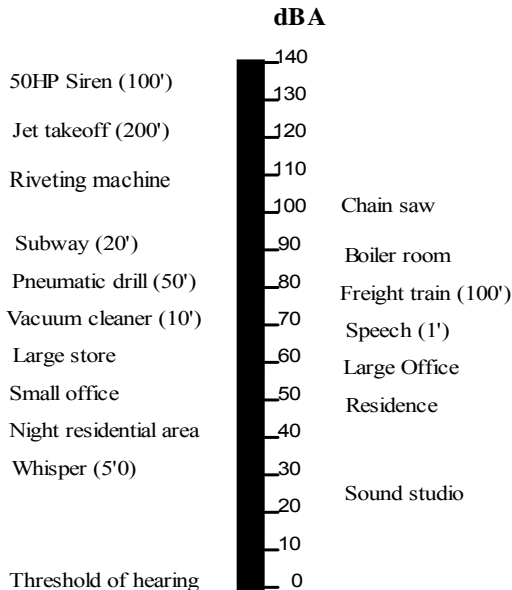 dBA
140
50HP Siren (100')
130
Jet takeoff (200')
120
110
Riveting machine
100
Chain saw
Subway (20')
90
Boiler room
Pneumatic drill (50')
80
Freight train (100')
Vacuum cleaner (10')
70
Speech (1')
Large store
60
Large Office
Small office
50
Residence
Night residential area
40
Whisper (5'0)
30
Sound studio
20
10
Threshold of hearing
0